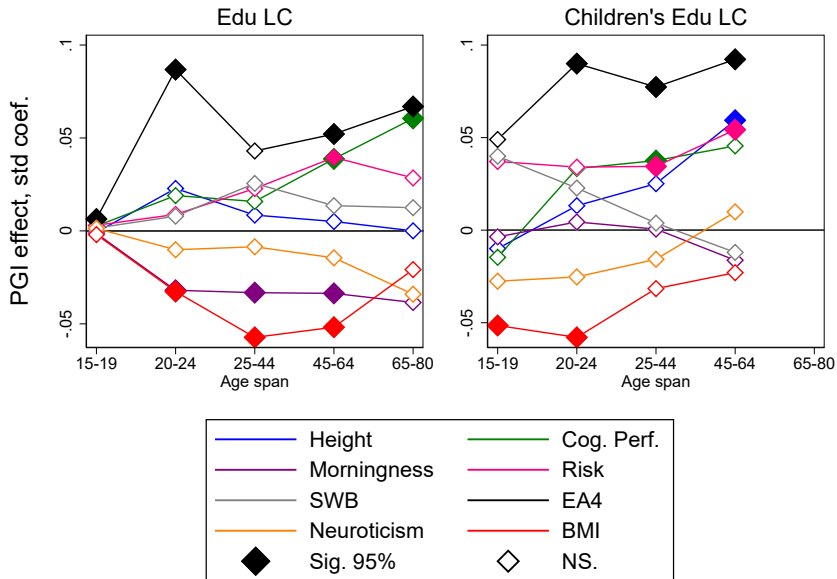 Edu LC
Children's Edu LC
PGI effect, std coef.
.1
.05
0
-.05
15-19 20-24 25-44 45-64 65-80
Age span
.1
.05
0
-.05
15-19 20-24 25-44 45-64 65-80
Age span
Height Cog. Perf.
Morningness Risk
SWB EA4
Neuroticism BMI
Sig. 95% NS.